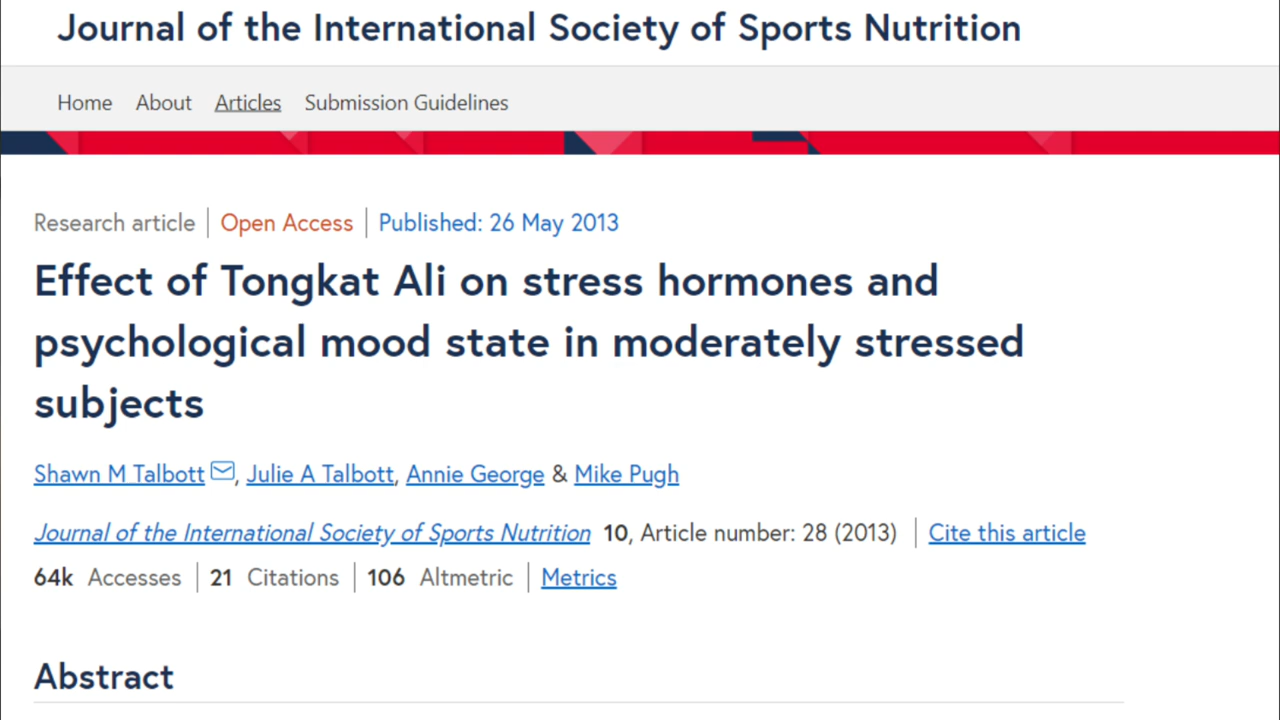 Journal of the International Society of Sports Nutrition
Home About Articles Submission Guidelines
Research article | Open Access | Published: 26 May 2013
Effect of Tongkat Ali on stress hormones and
psychological mood state in moderately stressed
subjects
Shawn M Talbott, Julie A Talbott, Annie George & Mike Pugh
Journal of the International Society of Sports Nutrition 10, Article number: 28 (2013) | Cite this article
64k Accesses | 21 Citations | 106 Altmetric | Metrics
Abstract